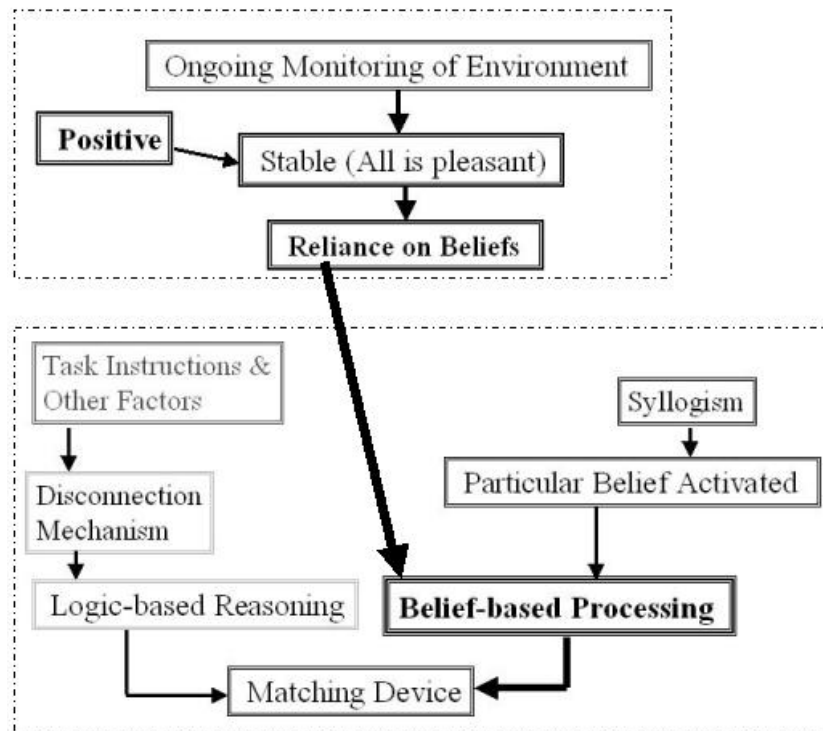 Ongoing Monitoring of Environment
Positive
Stable (All is pleasant)
Reliance on Beliefs
Task Instructions &
Other Factors
Syllogism
Particular Belief Activated
Disconnection
Mechanism
Logic-based Reasoning
Belief-based Processing
Matching Device